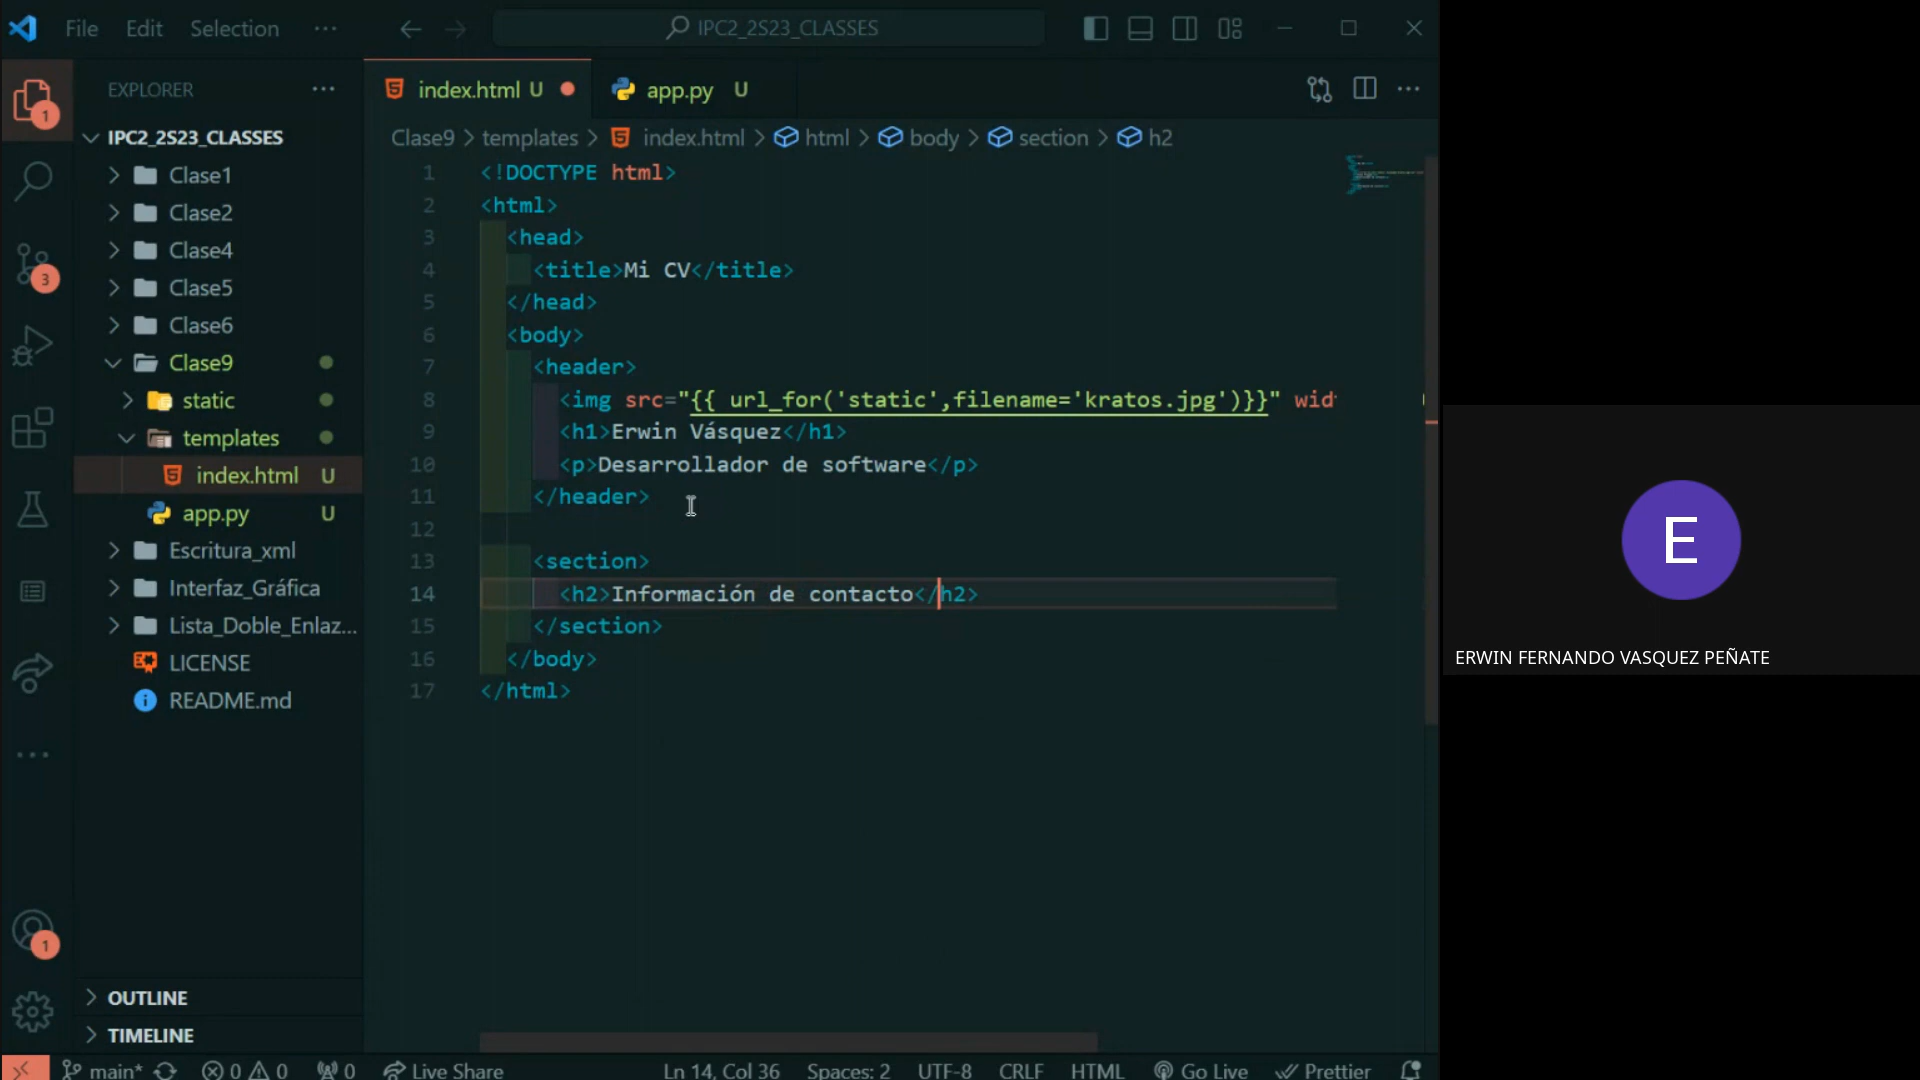 File Edit Selection ··· IPC2_2S23_CLASSES
EXPLORER ···
IPC2_2S23_CLASSES
Clase1
Clase2
Clase4
Clase5
Clase6
Clase9
static
templates
index.html U
app.py U
Escritura_xml
Interfaz_Gráfica
Lista_Doble_Enlaz...
LICENSE
README.md
OUTLINE
TIMELINE
1
3
1
index.html U
app.py U
Clase9 > templates > index.html > html > body > section > h2
1 <!DOCTYPE html>
2 <html>
3 <head>
4 <title>Mi CV</title>
5 </head>
6 <body>
7 <header>
8 <img src="{{ url_for('static',filename='kratos.jpg')}}" wid
9 <h1>Erwin Vásquez</h1>
10 <p>Desarrollador de software</p>
11 </header>
12
13 <section>
14 <h2>Información de contacto</h2>
15 </section>
16 </body>
17 </html>
main* 0 0 0 Live Share Ln 14, Col 36 Spaces: 2 UTF-8 CRLF HTML Go Live Prettier
E
ERWIN FERNANDO VASQUEZ PEÑATE